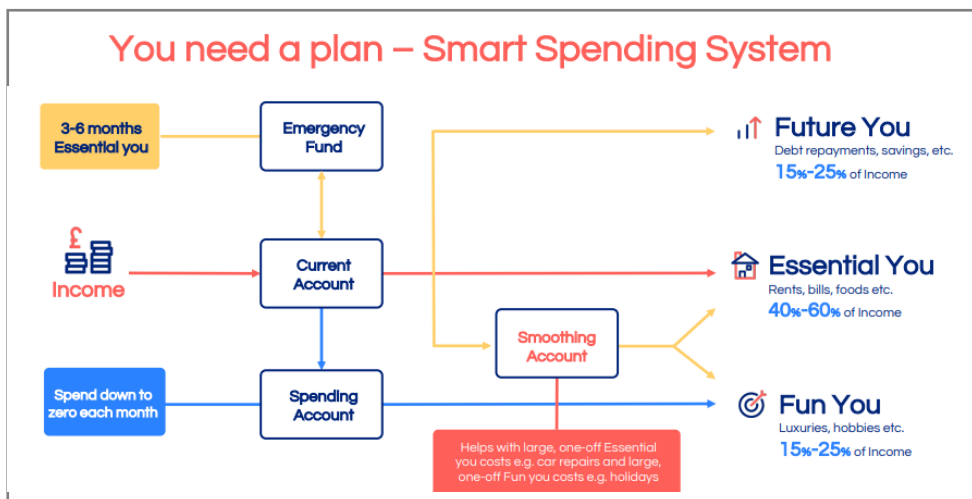 You need a plan – Smart Spending System
3-6 months
Essential you
Emergency
Fund
Future You
Debt repayments, savings, etc.
15%-25% of Income
£
Income
Current
Account
Essential You
Rents, bills, foods etc.
40%-60% of Income
Smoothing
Account
Spend down to
zero each month
Spending
Account
Fun You
Luxuries, hobbies etc.
15%-25% of Income
Helps with large, one-off Essential
you costs e.g. car repairs and large,
one-off Fun you costs e.g. holidays